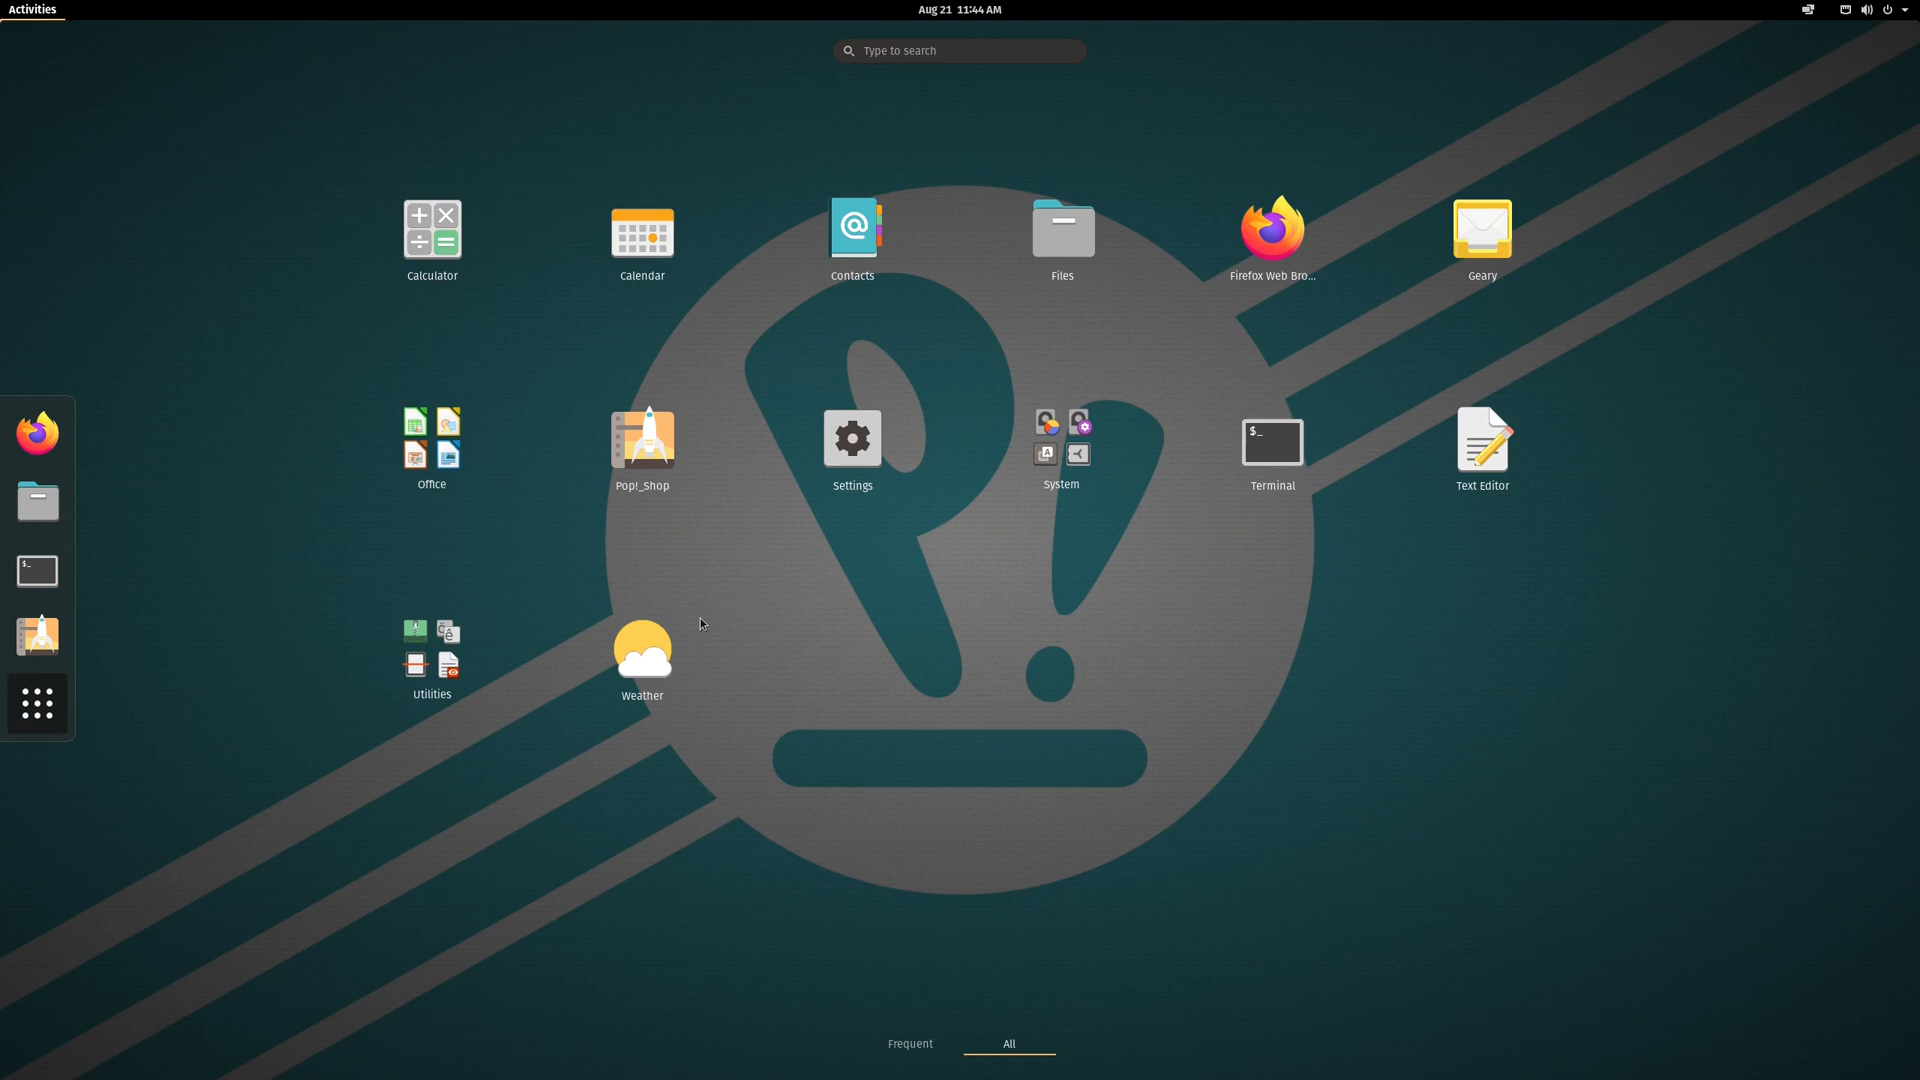 Activities
Aug 21 11:44 AM
Type to search
Calculator
Calendar
Contacts
Files
Firefox Web Bro...
Geary
Office
Pop!_Shop
Settings
System
Terminal
Text Editor
Utilities
Weather
Frequent
All